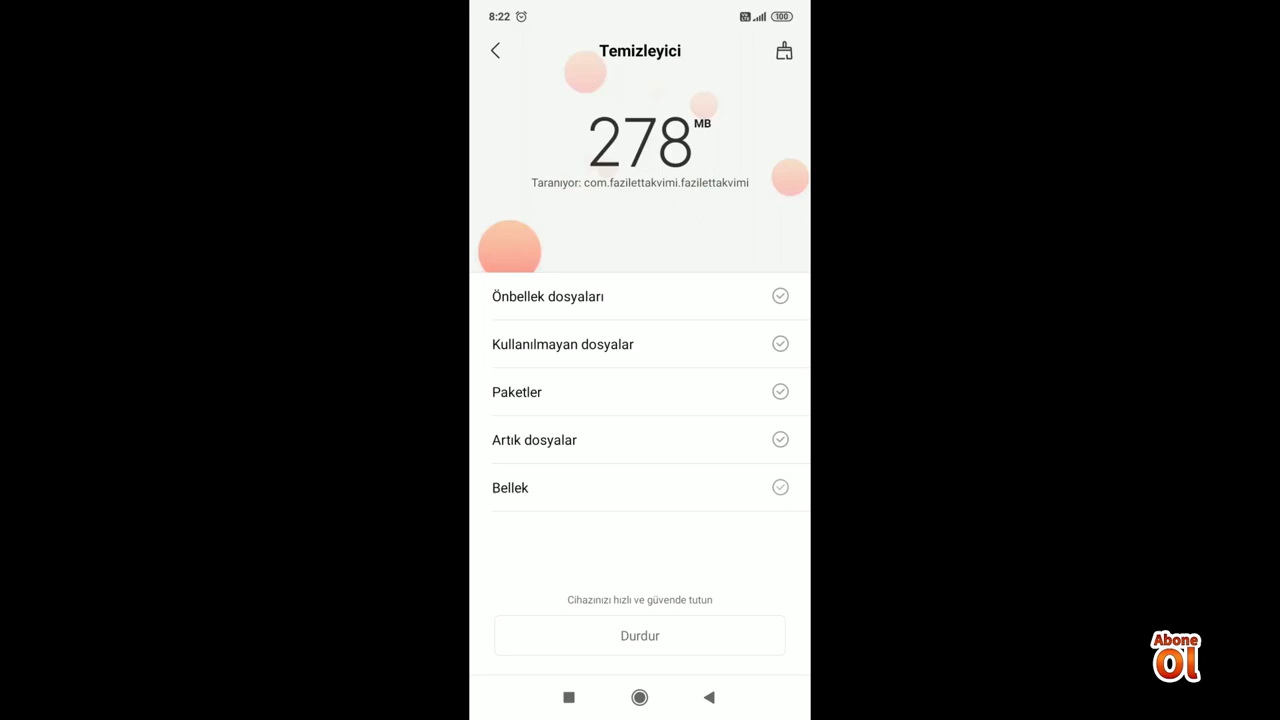 8:22
100
Temizleyici
278 MB
Taranıyor: com.fazilettakvimi.fazilettakvimi
Önbellek dosyaları
Kullanılmayan dosyalar
Paketler
Artık dosyalar
Bellek
Cihazınızı hızlı ve güvende tutun
Durdur
Abone
Ol